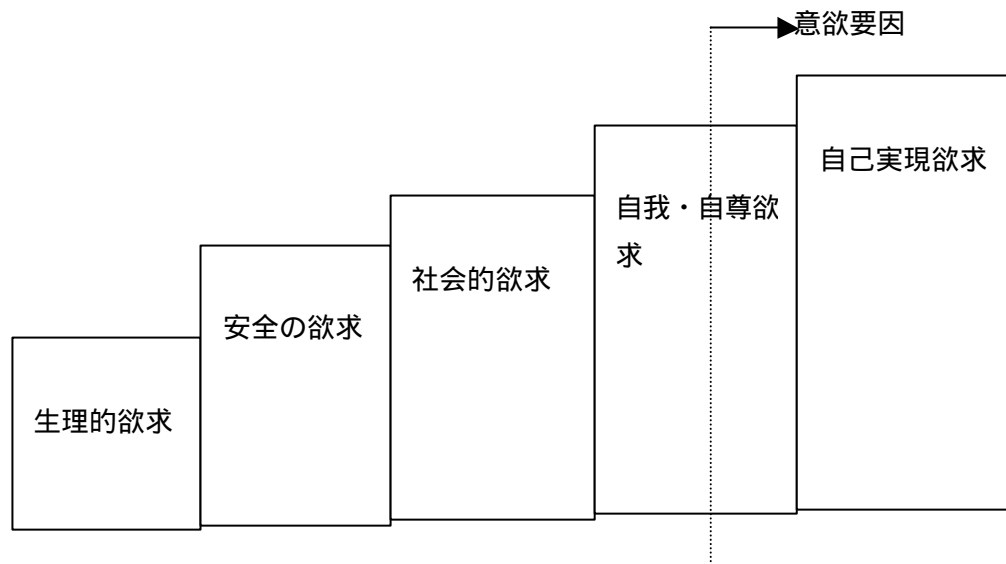 意欲要因
自己実現欲求
自我・自尊欲
求
社会的欲求
安全の欲求
生理的欲求